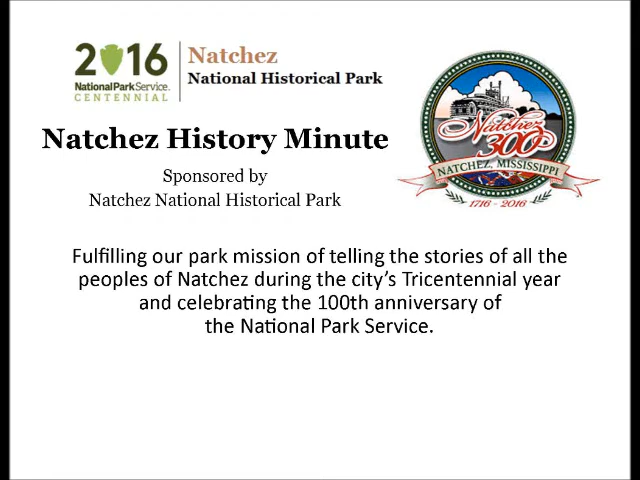 2016
National Park Service
CENTENNIAL
Natchez
National Historical Park
Natchez
300
NATCHEZ, MISSISSIPPI
1716 - 2016
Natchez History Minute
Sponsored by
Natchez National Historical Park
Fulfilling our park mission of telling the stories of all the
peoples of Natchez during the city's Tricentennial year
and celebrating the 100th anniversary of
the National Park Service.